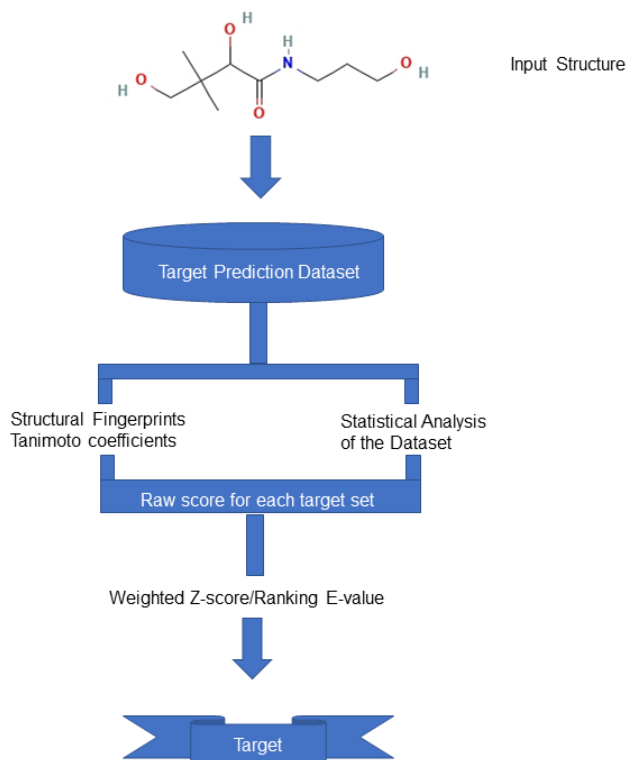 H
O
H
N
O
H
O
H
O
Input Structure
Target Prediction Dataset
Structural Fingerprints
Tanimoto coefficients
Statistical Analysis
of the Dataset
Raw score for each target set
Weighted Z-score/Ranking E-value
Target